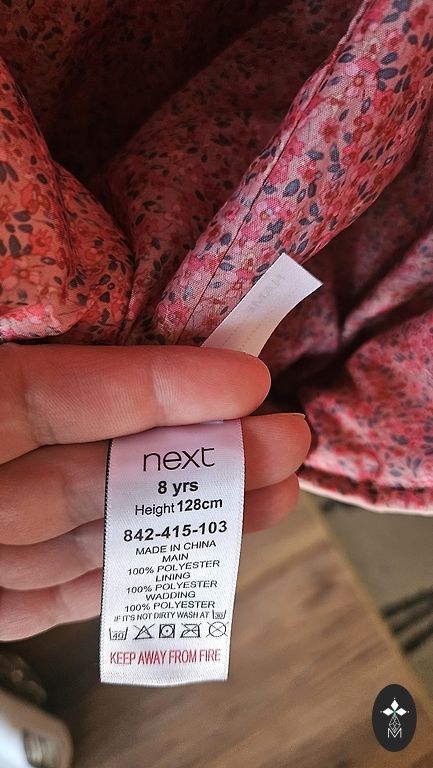 next
8 yrs
Height 128cm
842-415-103
MADE IN CHINA
MAIN
100% POLYESTER
LINING
100% POLYESTER
WADDING
100% POLYESTER
IF IT'S NOT DIRTY WASH AT 30
40
KEEP AWAY FROM FIRE
M